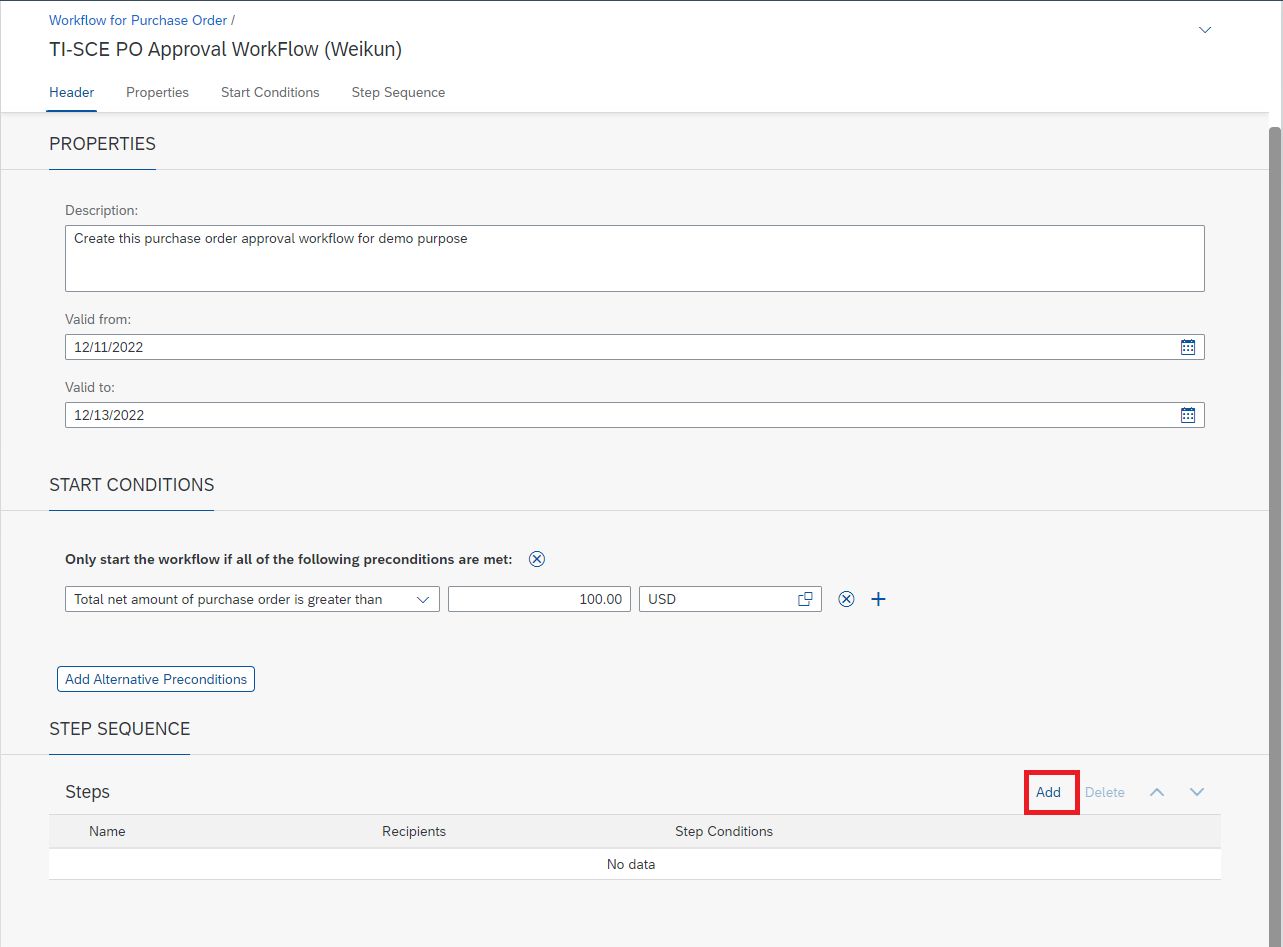 Workflow for Purchase Order /
TI-SCE PO Approval WorkFlow (Weikun)
Header Properties Start Conditions Step Sequence
PROPERTIES
Description:
Create this purchase order approval workflow for demo purpose
Valid from:
12/11/2022
Valid to:
12/13/2022
START CONDITIONS
Only start the workflow if all of the following preconditions are met:
Total net amount of purchase order is greater than 100.00 USD
Add Alternative Preconditions
STEP SEQUENCE
Steps Add Delete
Name Recipients Step Conditions
No data